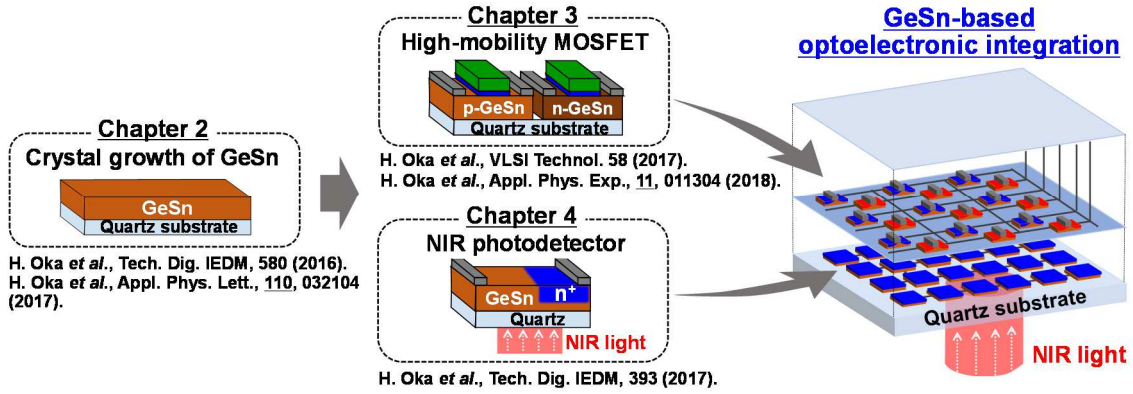 Chapter 2
Crystal growth of GeSn
GeSn
Quartz substrate
H. Oka et al., Tech. Dig. IEDM, 580 (2016).
H. Oka et al., Appl. Phys. Lett., 110, 032104
(2017).
Chapter 3
High-mobility MOSFET
p-GeSn
n-GeSn
Quartz substrate
H. Oka et al., VLSI Technol. 58 (2017).
H. Oka et al., Appl. Phys. Exp., 11, 011304 (2018).
Chapter 4
NIR photodetector
GeSn
n+
Quartz
NIR light
H. Oka et al., Tech. Dig. IEDM, 393 (2017).
GeSn-based
optoelectronic integration
Quartz substrate
NIR light